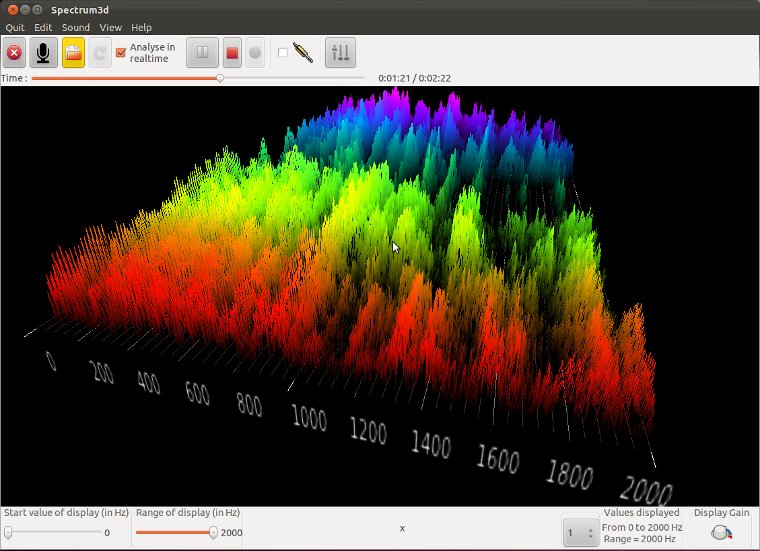 Spectrum3d
Quit Edit Sound View Help
Analyse in
realtime
Time : 0:01:21 / 0:02:22
0 200 400 600 800 1000 1200 1400 1600 1800 2000
Start value of display (in Hz) Range of display (in Hz) Values displayed Display Gain
0 2000 x 1 From 0 to 2000 Hz
Range = 2000 Hz